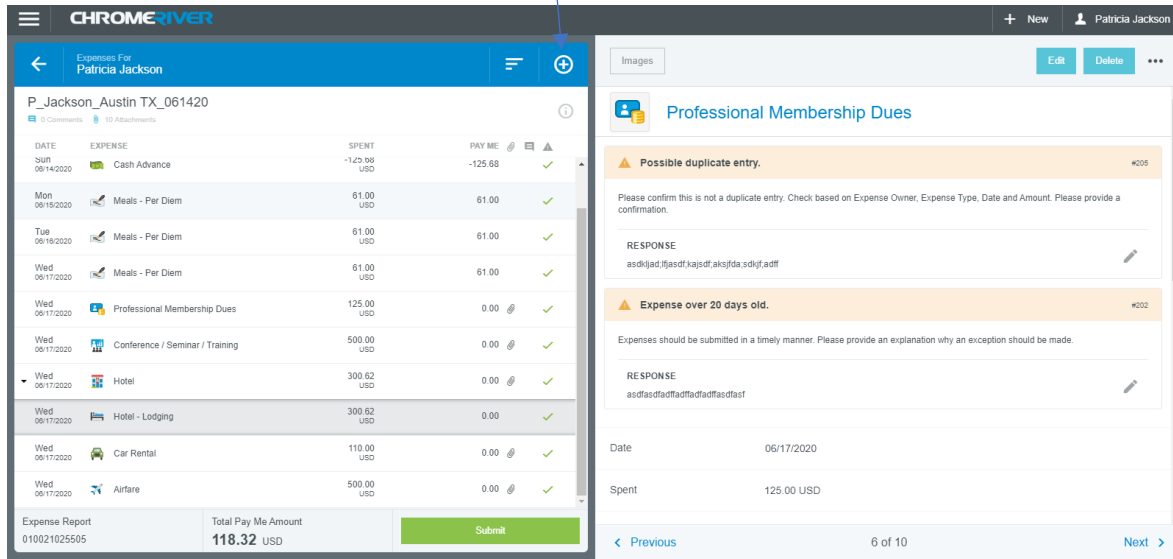 CHROMERIVER
+ New
Patricia Jackson
Expenses For
Patricia Jackson
P_Jackson_Austin TX_061420
0 Comments 10 Attachments
DATE EXPENSE SPENT PAY ME
Sun Cash Advance -125.68 -125.68
06/14/2020 USD
Mon Meals - Per Diem 61.00 61.00
06/15/2020 USD
Tue Meals - Per Diem 61.00 61.00
06/16/2020 USD
Wed Meals - Per Diem 61.00 61.00
06/17/2020 USD
Wed Professional Membership Dues 125.00 0.00
06/17/2020 USD
Wed Conference / Seminar / Training 500.00 0.00
06/17/2020 USD
Wed Hotel 300.62 0.00
06/17/2020 USD
Wed Hotel - Lodging 300.62 0.00
06/17/2020 USD
Wed Car Rental 110.00 0.00
06/17/2020 USD
Wed Airfare 500.00 0.00
06/17/2020 USD
Expense Report Total Pay Me Amount
010021025505 118.32 USD
Submit
Images
Edit Delete
Professional Membership Dues
Possible duplicate entry. #205
Please confirm this is not a duplicate entry. Check based on Expense Owner, Expense Type, Date and Amount. Please provide a
confirmation.
RESPONSE
asdkljad;lfjasdf;kajsdf;aksjfda;sdkjf;adff
Expense over 20 days old. #202
Expenses should be submitted in a timely manner. Please provide an explanation why an exception should be made.
RESPONSE
asdfasdfadffadffadfadffasdfasf
Date 06/17/2020
Spent 125.00 USD
Previous 6 of 10 Next